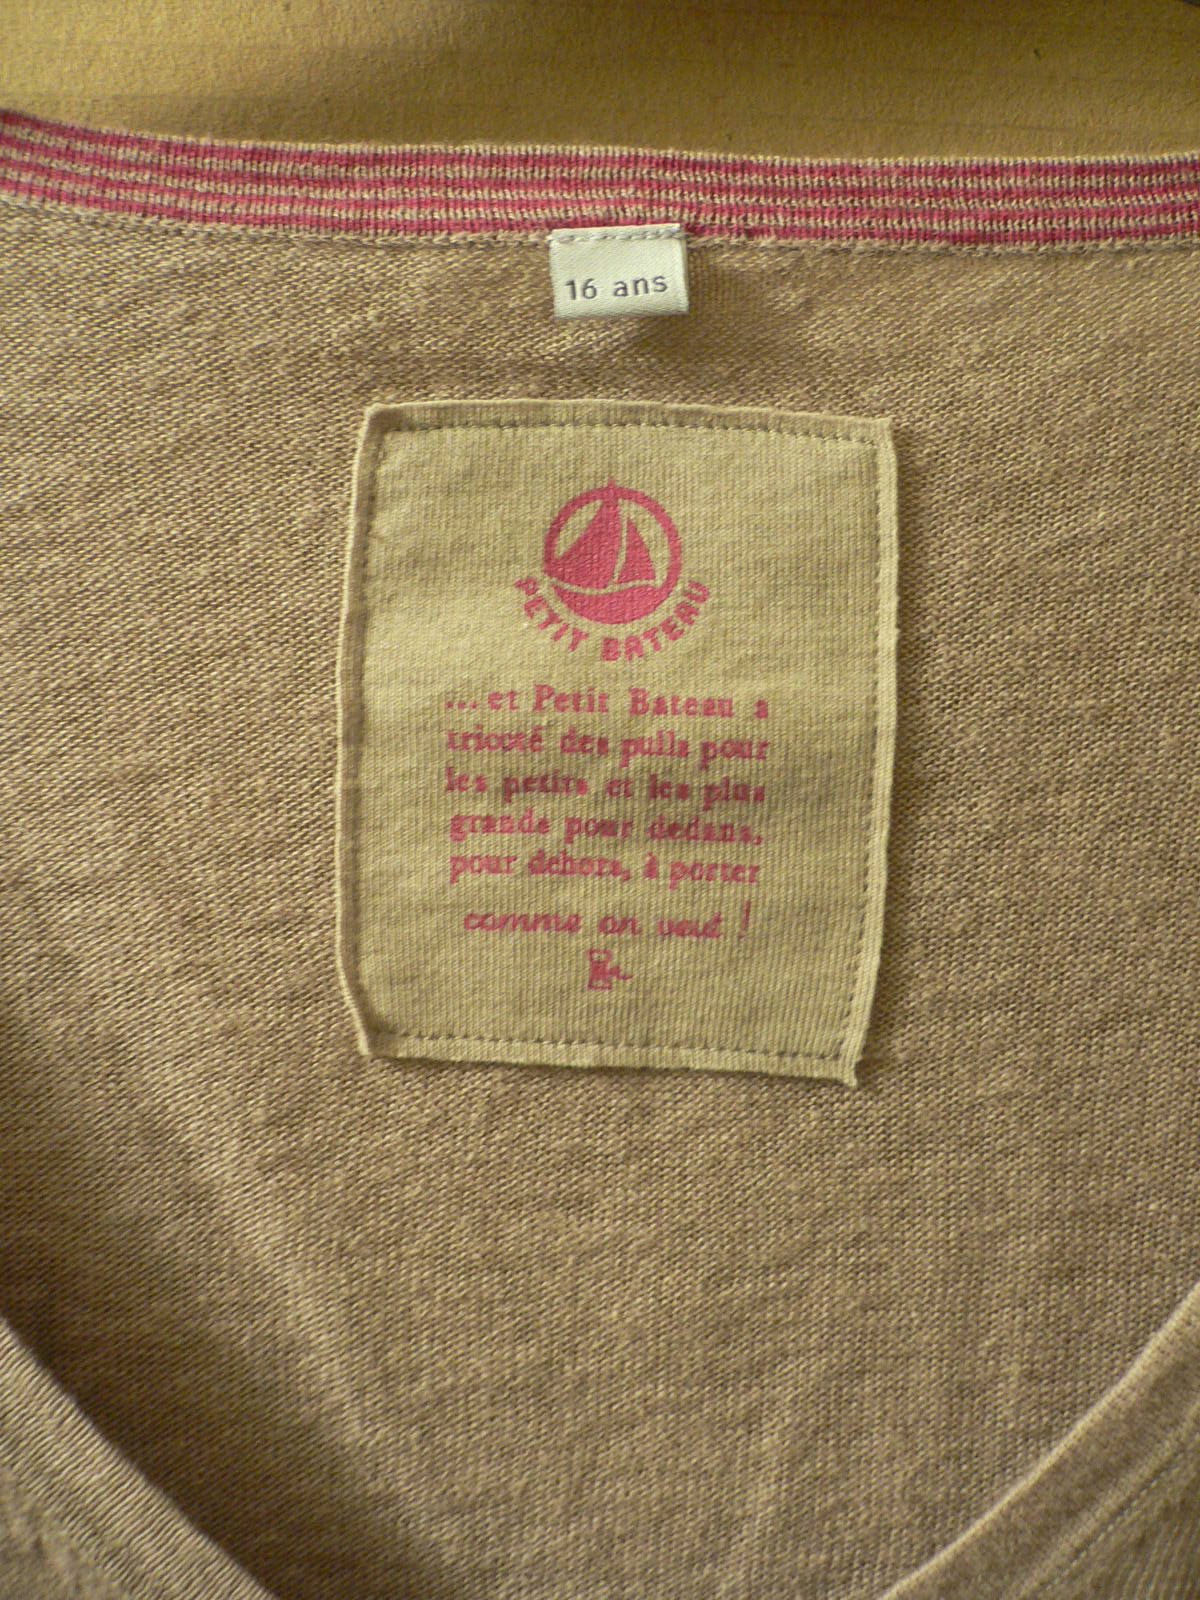 16 ans
PETIT BATEAU
... et Petit Bateau a
tricoté des pulls pour
les petits et les plus
grands pour dedans,
pour dehors, à porter
comme on veut !